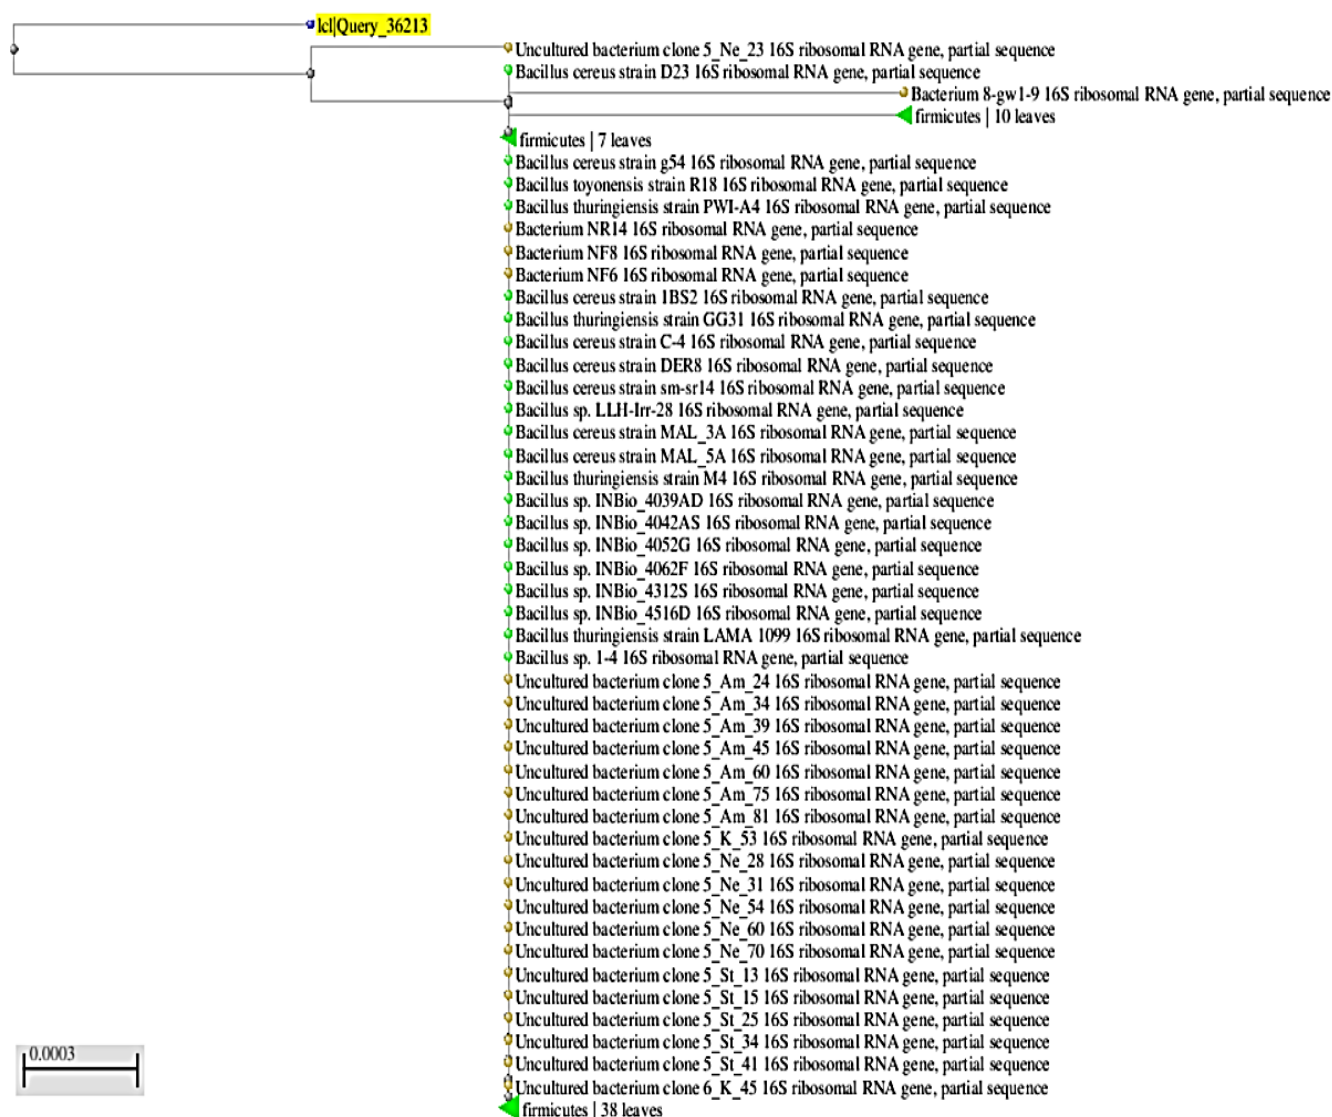 lcl|Query_36213
Uncultured bacterium clone 5_Ne_23 16S ribosomal RNA gene, partial sequence
Bacillus cereus strain D23 16S ribosomal RNA gene, partial sequence
Bacterium 8-gw1-9 16S ribosomal RNA gene, partial sequence
firmicutes | 10 leaves
firmicutes | 7 leaves
Bacillus cereus strain g54 16S ribosomal RNA gene, partial sequence
Bacillus toyonensis strain R18 16S ribosomal RNA gene, partial sequence
Bacillus thuringiensis strain PWI-A4 16S ribosomal RNA gene, partial sequence
Bacterium NR14 16S ribosomal RNA gene, partial sequence
Bacterium NF8 16S ribosomal RNA gene, partial sequence
Bacterium NF6 16S ribosomal RNA gene, partial sequence
Bacillus cereus strain 1BS2 16S ribosomal RNA gene, partial sequence
Bacillus thuringiensis strain GG31 16S ribosomal RNA gene, partial sequence
Bacillus cereus strain C-4 16S ribosomal RNA gene, partial sequence
Bacillus cereus strain DER8 16S ribosomal RNA gene, partial sequence
Bacillus cereus strain sm-sr14 16S ribosomal RNA gene, partial sequence
Bacillus sp. LLH-Irr-28 16S ribosomal RNA gene, partial sequence
Bacillus cereus strain MAL_3A 16S ribosomal RNA gene, partial sequence
Bacillus cereus strain MAL_5A 16S ribosomal RNA gene, partial sequence
Bacillus thuringiensis strain M4 16S ribosomal RNA gene, partial sequence
Bacillus sp. INBio_4039AD 16S ribosomal RNA gene, partial sequence
Bacillus sp. INBio_4042AS 16S ribosomal RNA gene, partial sequence
Bacillus sp. INBio_4052G 16S ribosomal RNA gene, partial sequence
Bacillus sp. INBio_4062F 16S ribosomal RNA gene, partial sequence
Bacillus sp. INBio_4312S 16S ribosomal RNA gene, partial sequence
Bacillus sp. INBio_4516D 16S ribosomal RNA gene, partial sequence
Bacillus thuringiensis strain LAMA 1099 16S ribosomal RNA gene, partial sequence
Bacillus sp. 1-4 16S ribosomal RNA gene, partial sequence
Uncultured bacterium clone 5_Am_24 16S ribosomal RNA gene, partial sequence
Uncultured bacterium clone 5_Am_34 16S ribosomal RNA gene, partial sequence
Uncultured bacterium clone 5_Am_39 16S ribosomal RNA gene, partial sequence
Uncultured bacterium clone 5_Am_45 16S ribosomal RNA gene, partial sequence
Uncultured bacterium clone 5_Am_60 16S ribosomal RNA gene, partial sequence
Uncultured bacterium clone 5_Am_75 16S ribosomal RNA gene, partial sequence
Uncultured bacterium clone 5_Am_81 16S ribosomal RNA gene, partial sequence
Uncultured bacterium clone 5_K_53 16S ribosomal RNA gene, partial sequence
Uncultured bacterium clone 5_Ne_28 16S ribosomal RNA gene, partial sequence
Uncultured bacterium clone 5_Ne_31 16S ribosomal RNA gene, partial sequence
Uncultured bacterium clone 5_Ne_54 16S ribosomal RNA gene, partial sequence
Uncultured bacterium clone 5_Ne_60 16S ribosomal RNA gene, partial sequence
Uncultured bacterium clone 5_Ne_70 16S ribosomal RNA gene, partial sequence
Uncultured bacterium clone 5_St_13 16S ribosomal RNA gene, partial sequence
Uncultured bacterium clone 5_St_15 16S ribosomal RNA gene, partial sequence
Uncultured bacterium clone 5_St_25 16S ribosomal RNA gene, partial sequence
Uncultured bacterium clone 5_St_34 16S ribosomal RNA gene, partial sequence
Uncultured bacterium clone 5_St_41 16S ribosomal RNA gene, partial sequence
Uncultured bacterium clone 6_K_45 16S ribosomal RNA gene, partial sequence
firmicutes | 38 leaves
0.0003